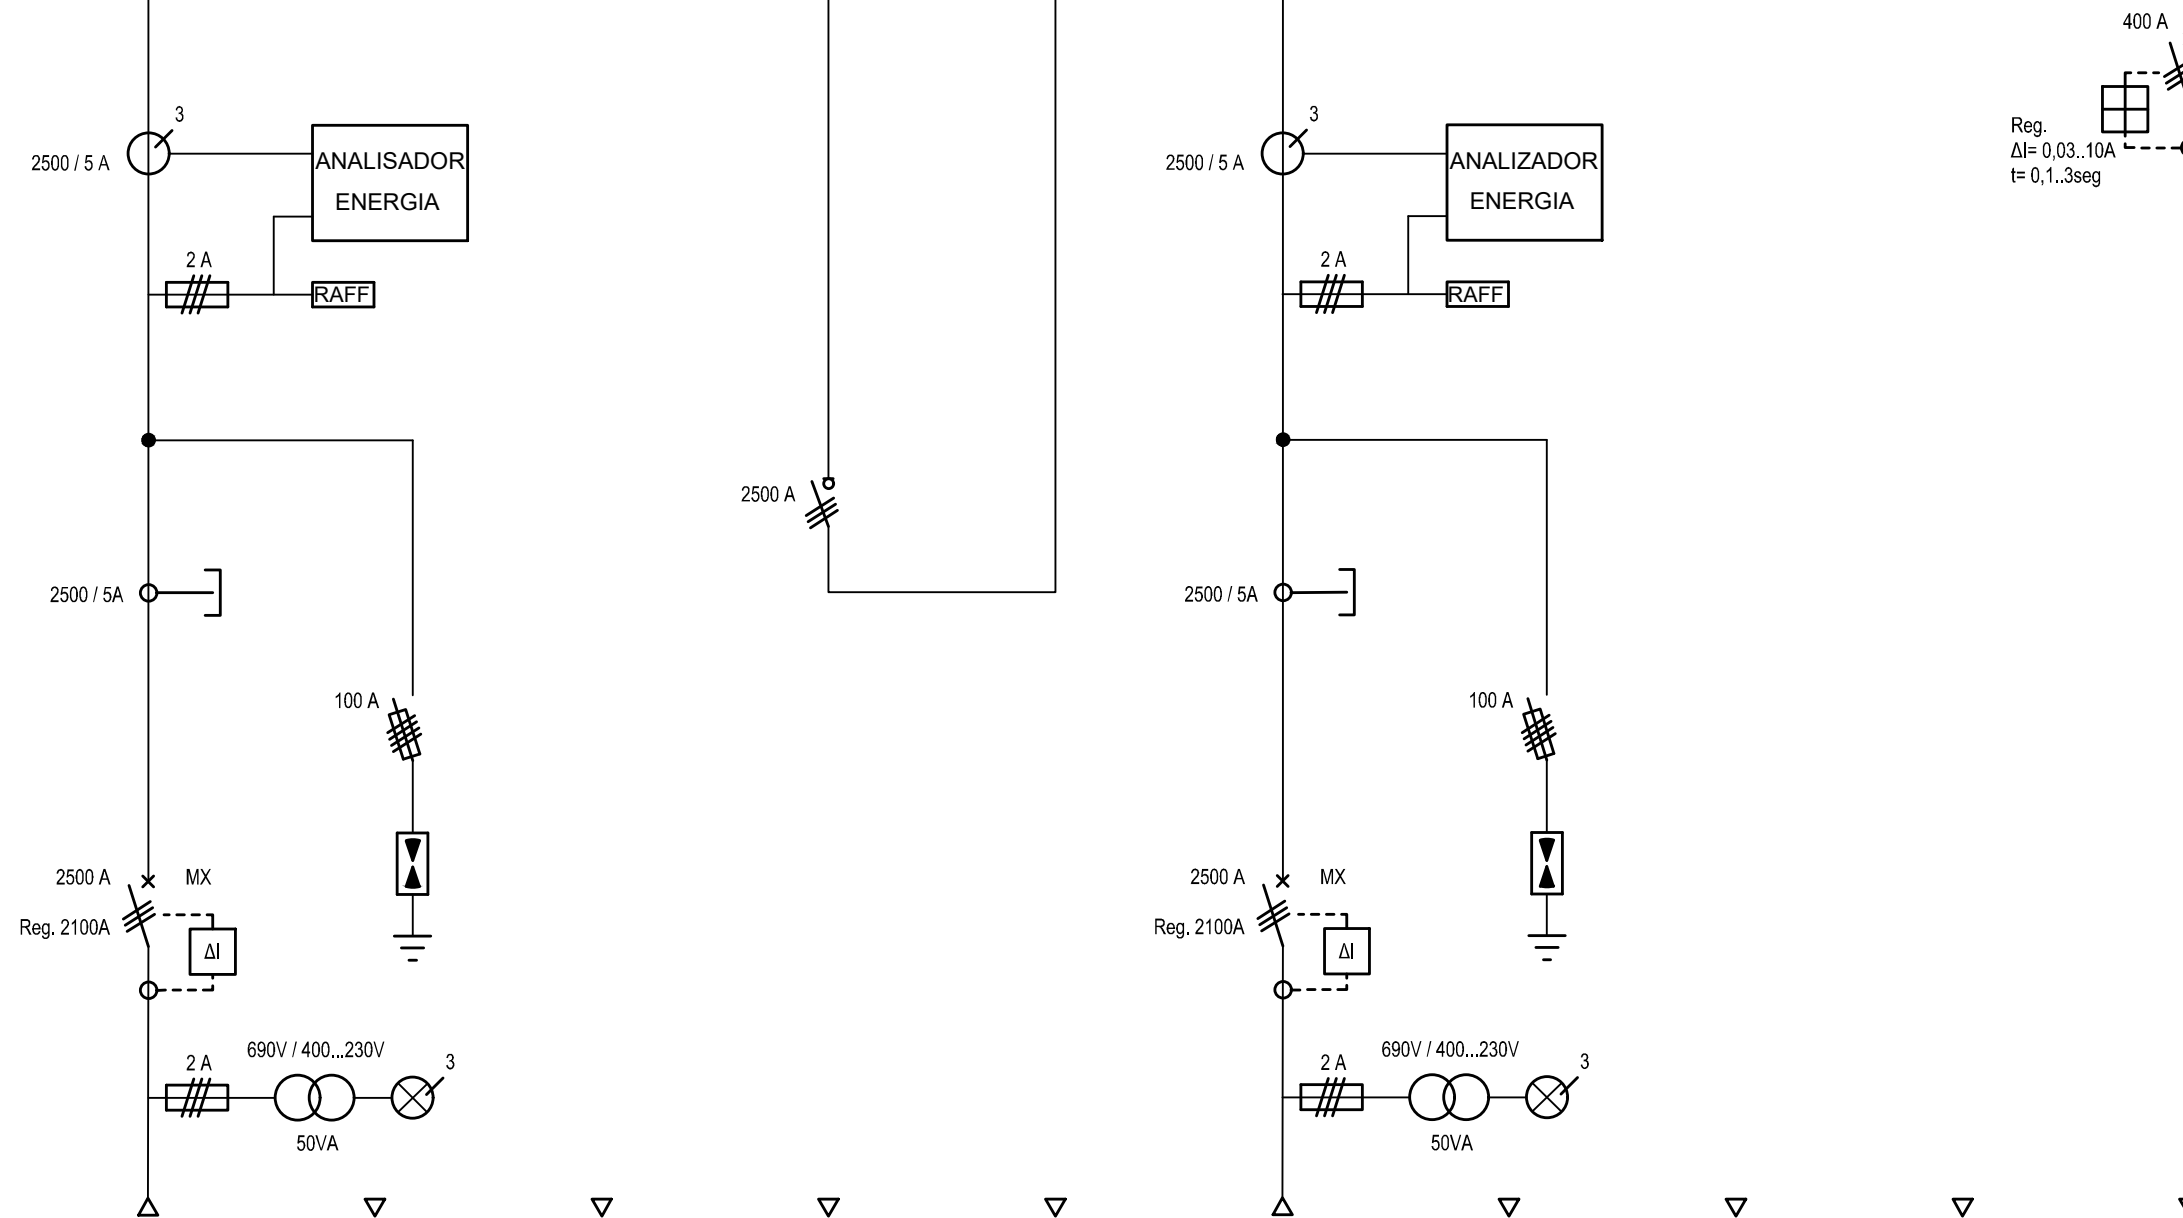 400 A
3
2500 / 5 A
ANALISADOR
ENERGIA
2 A
RAFF
2500 / 5A
100 A
2500 A
MX
Reg. 2100A
ΔI
690V / 400...230V
2 A
3
50VA
2500 A
3
2500 / 5 A
ANALIZADOR
ENERGIA
2 A
RAFF
2500 / 5A
100 A
2500 A
MX
Reg. 2100A
ΔI
690V / 400...230V
2 A
3
50VA
Reg.
ΔI= 0,03..10A
t= 0,1..3seg